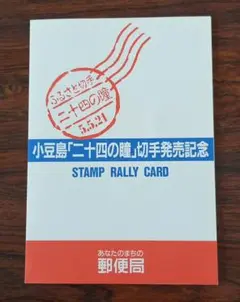 ふるさと切手
二十四の瞳
5.5.21
小豆島「二十四の瞳」切手発売記念
STAMP RALLY CARD
あなたのまちの
郵便局